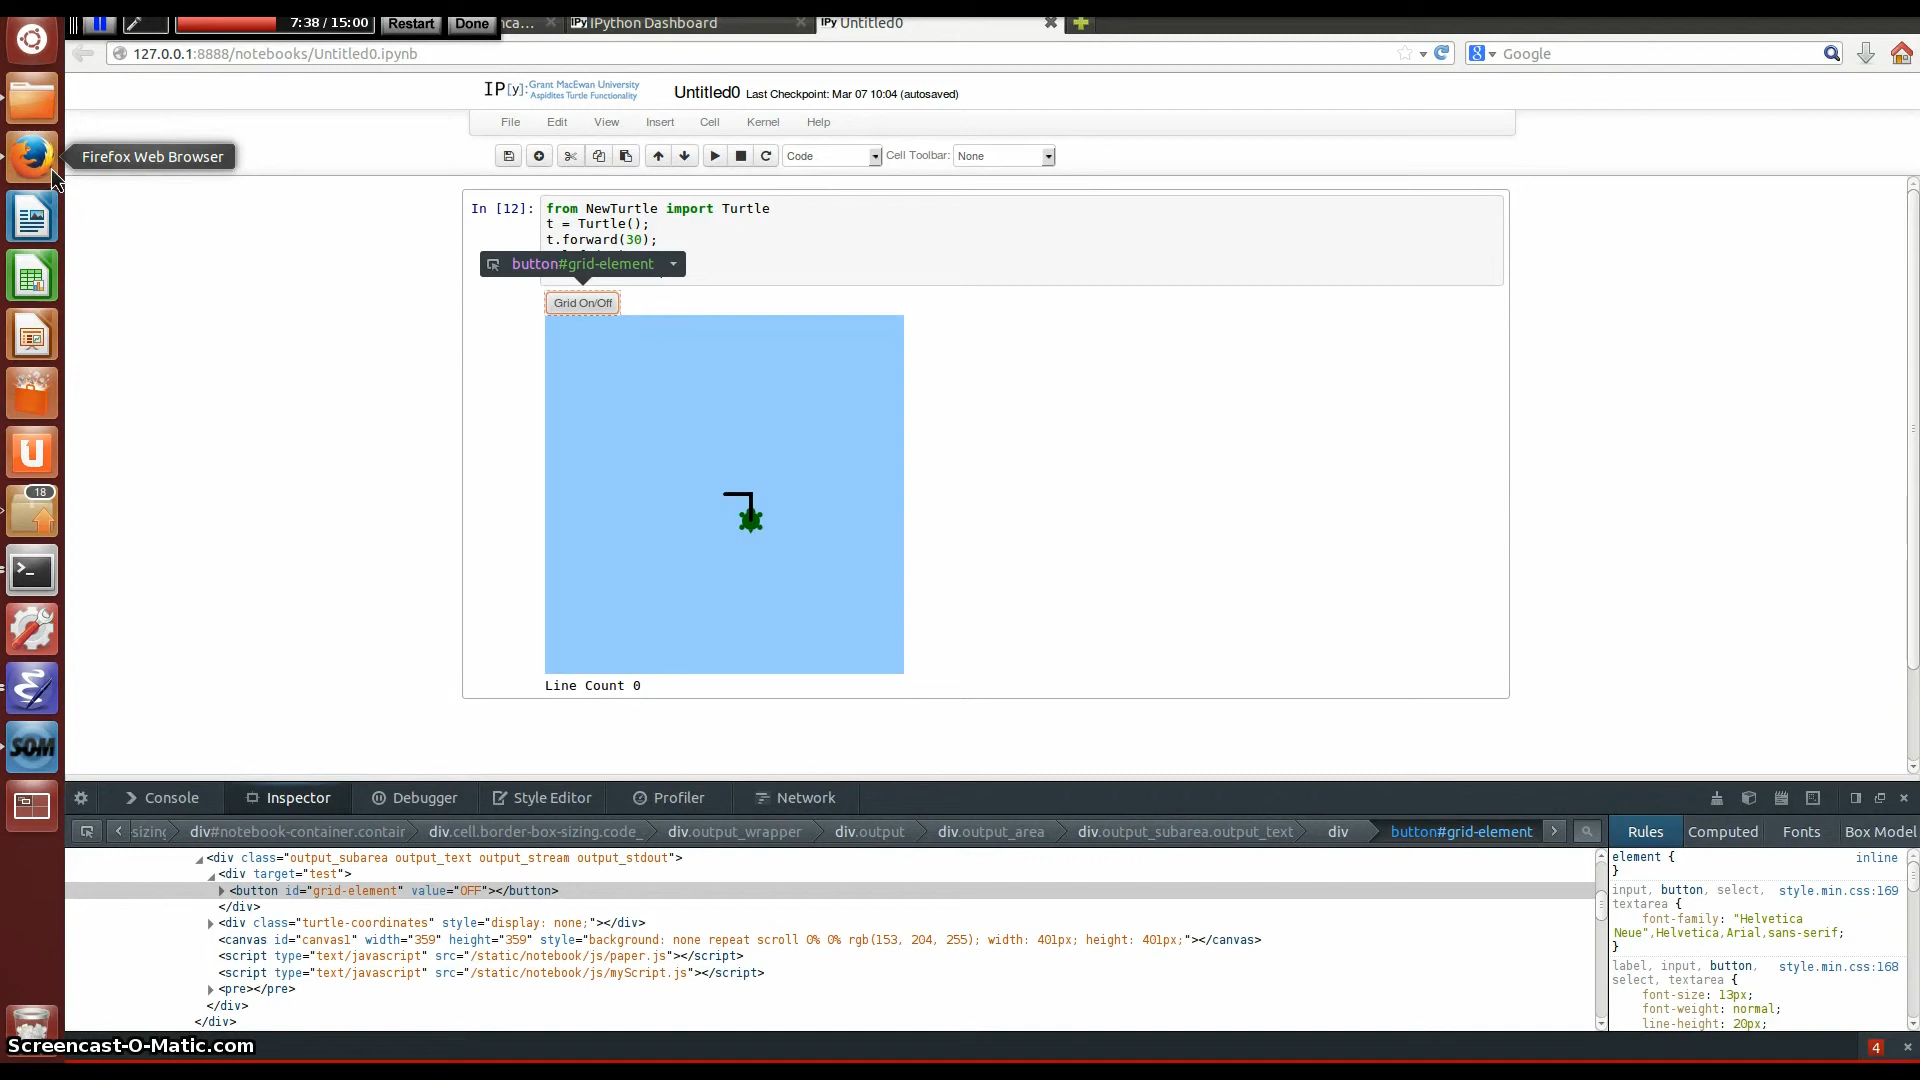 7:38 / 15:00 Restart Done
IPy IPython Dashboard
IPy Untitled0
127.0.0.1:8888/notebooks/Untitled0.ipynb
Google
IP[y]: Grant MacEwan University
Aspidites Turtle Functionality
Untitled0 Last Checkpoint: Mar 07 10:04 (autosaved)
File Edit View Insert Cell Kernel Help
Code Cell Toolbar: None
Firefox Web Browser
In [12]: from NewTurtle import Turtle
t = Turtle();
t.forward(30);
button#grid-element
Grid On/Off
Line Count 0
Console Inspector Debugger Style Editor Profiler Network
sizing div#notebook-container.contair div.cell.border-box-sizing.code_ div.output_wrapper div.output div.output_area div.output_subarea.output_text div button#grid-element
Rules Computed Fonts Box Model
<div class="output_subarea output_text output_stream output_stdout">
<div target="test">
<button id="grid-element" value="OFF"></button>
</div>
<div class="turtle-coordinates" style="display: none;"></div>
<canvas id="canvas1" width="359" height="359" style="background: none repeat scroll 0% 0% rgb(153, 204, 255); width: 401px; height: 401px;"></canvas>
<script type="text/javascript" src="/static/notebook/js/paper.js"></script>
<script type="text/javascript" src="/static/notebook/js/myScript.js"></script>
<pre></pre>
</div>
</div>
element { inline
}
input, button, select, style.min.css:169
textarea {
font-family: "Helvetica
Neue",Helvetica,Arial,sans-serif;
}
label, input, button, style.min.css:168
select, textarea {
font-size: 13px;
font-weight: normal;
line-height: 20px;
18
SOM
Screencast-O-Matic.com
4